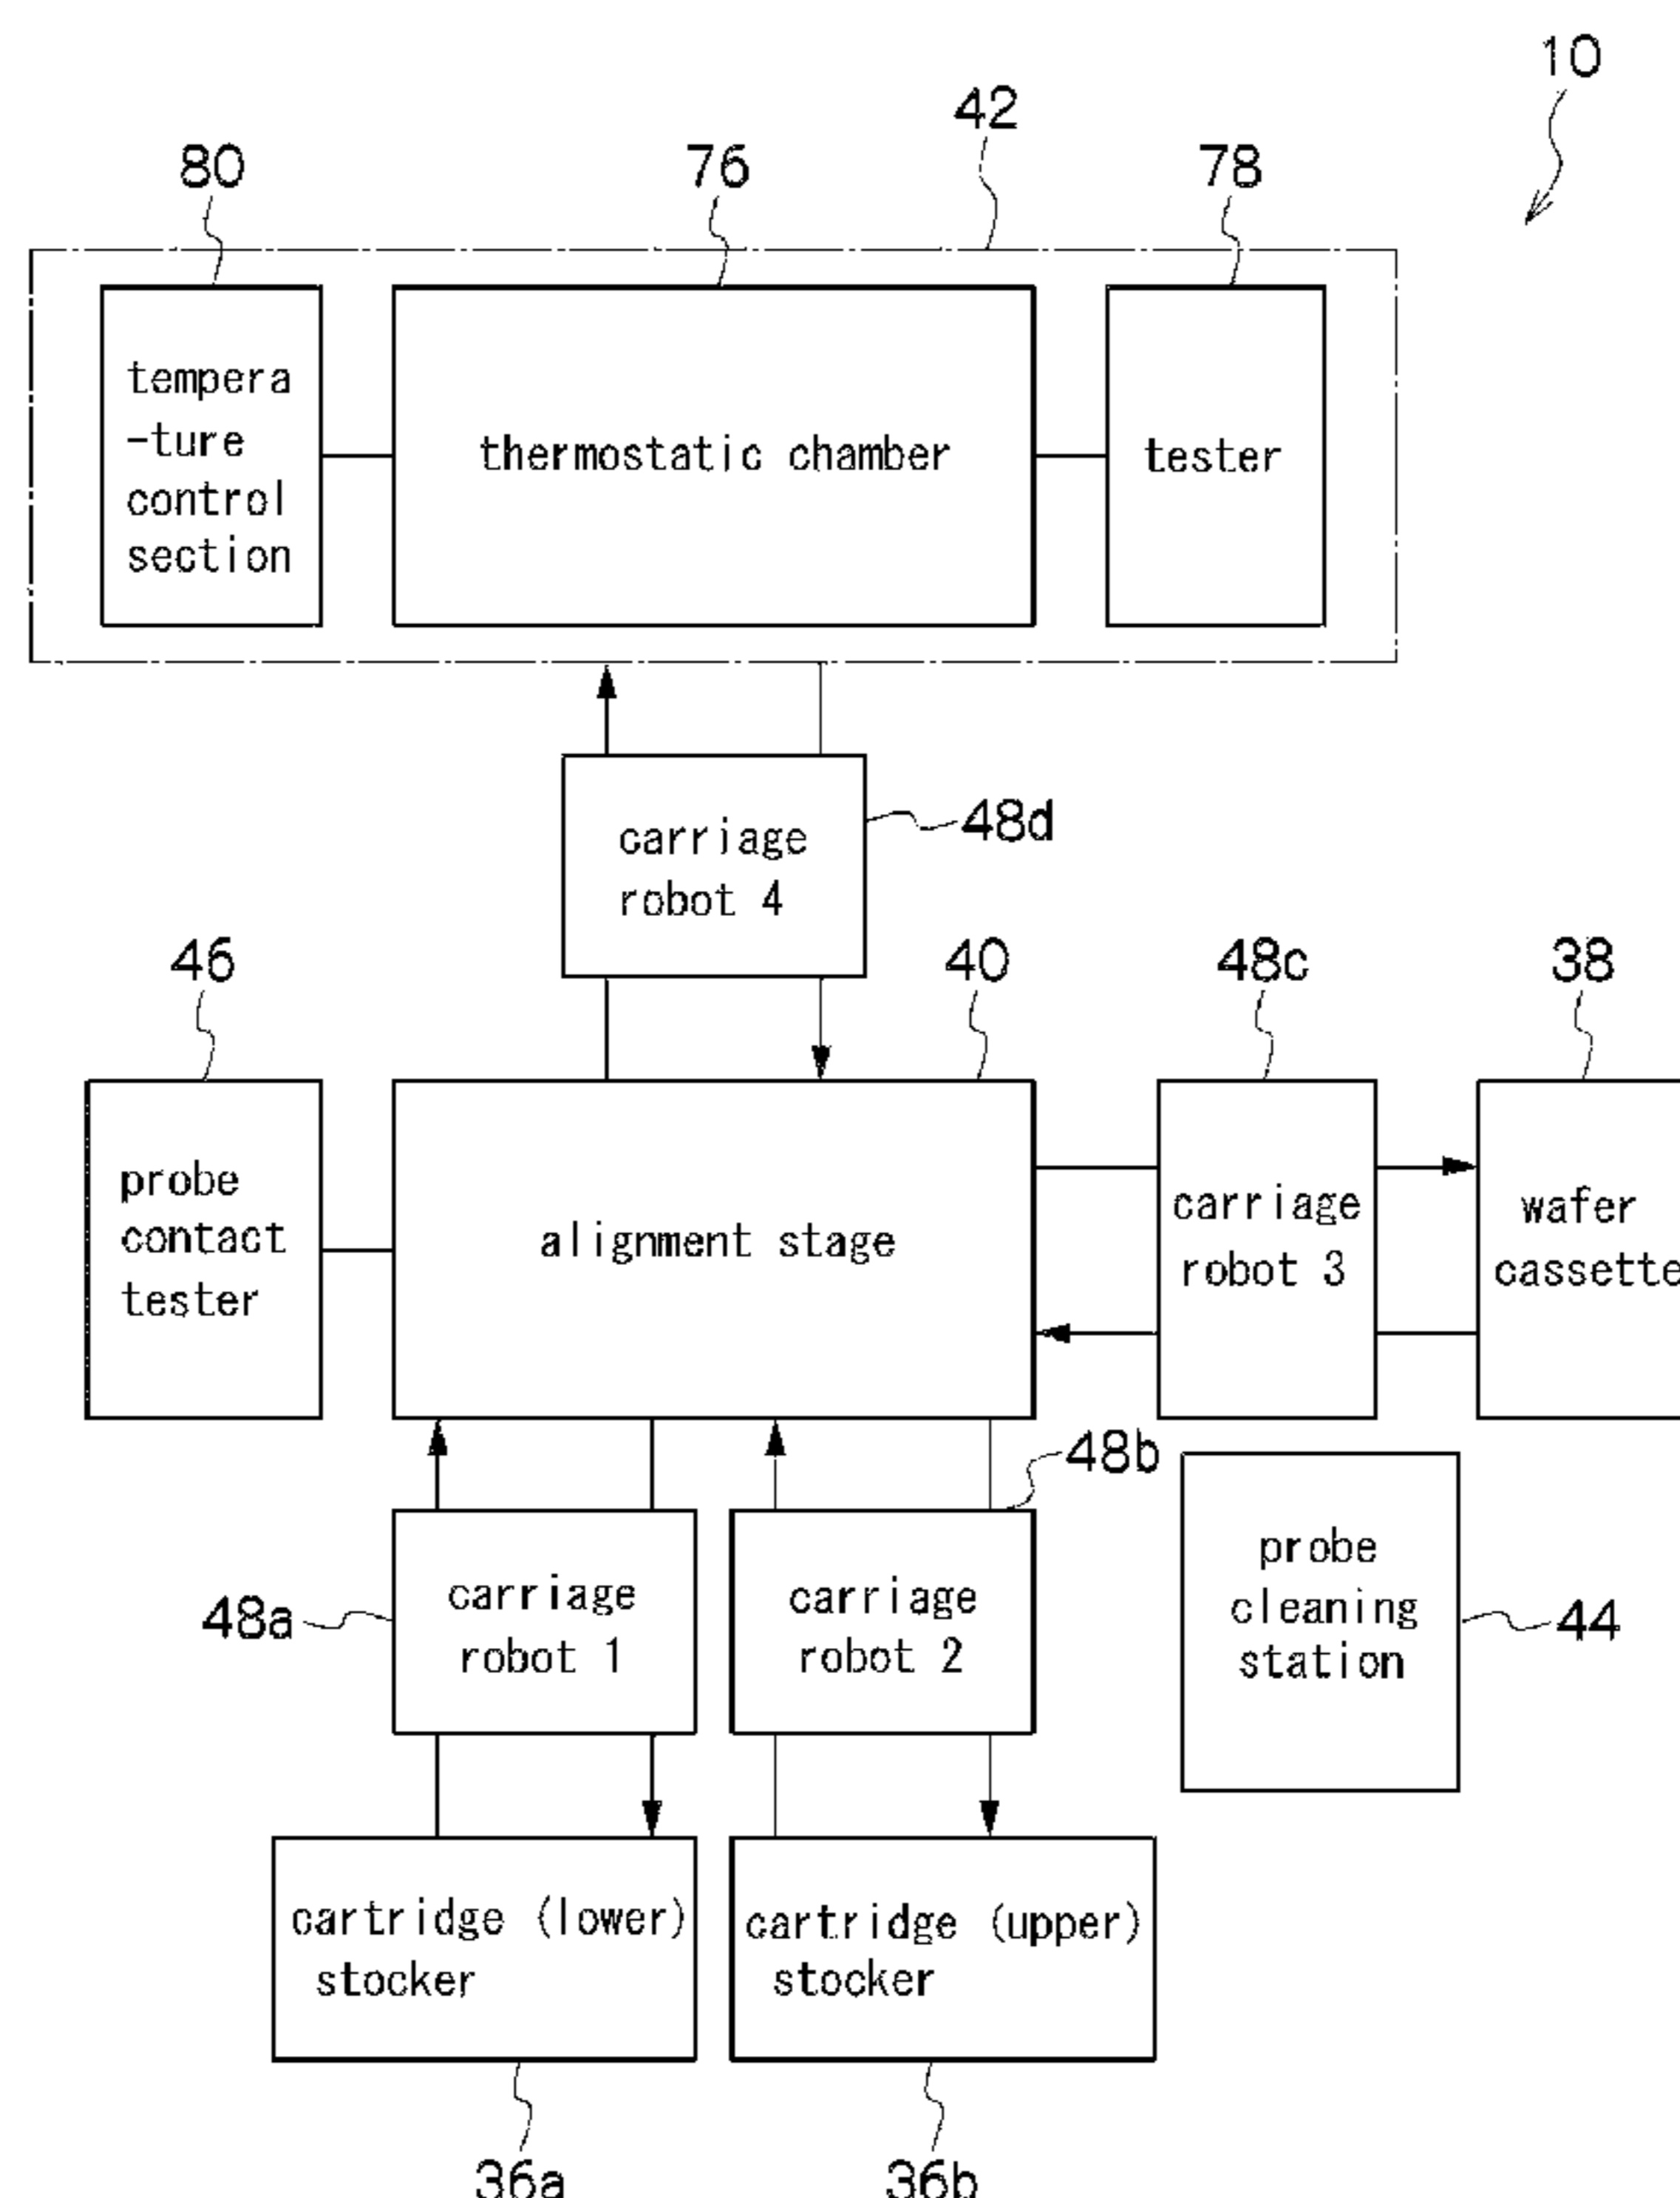 10
42
80
76
78
tempera
-ture
control
section
thermostatic chamber
tester
carriage
robot 4
48d
46
40
48c
38
probe
contact
tester
alignment stage
carriage
robot 3
wafer
cassette
48b
48a
carriage
robot 1
carriage
robot 2
probe
cleaning
station
44
cartridge (lower)
stocker
cartridge (upper)
stocker
36a
36b